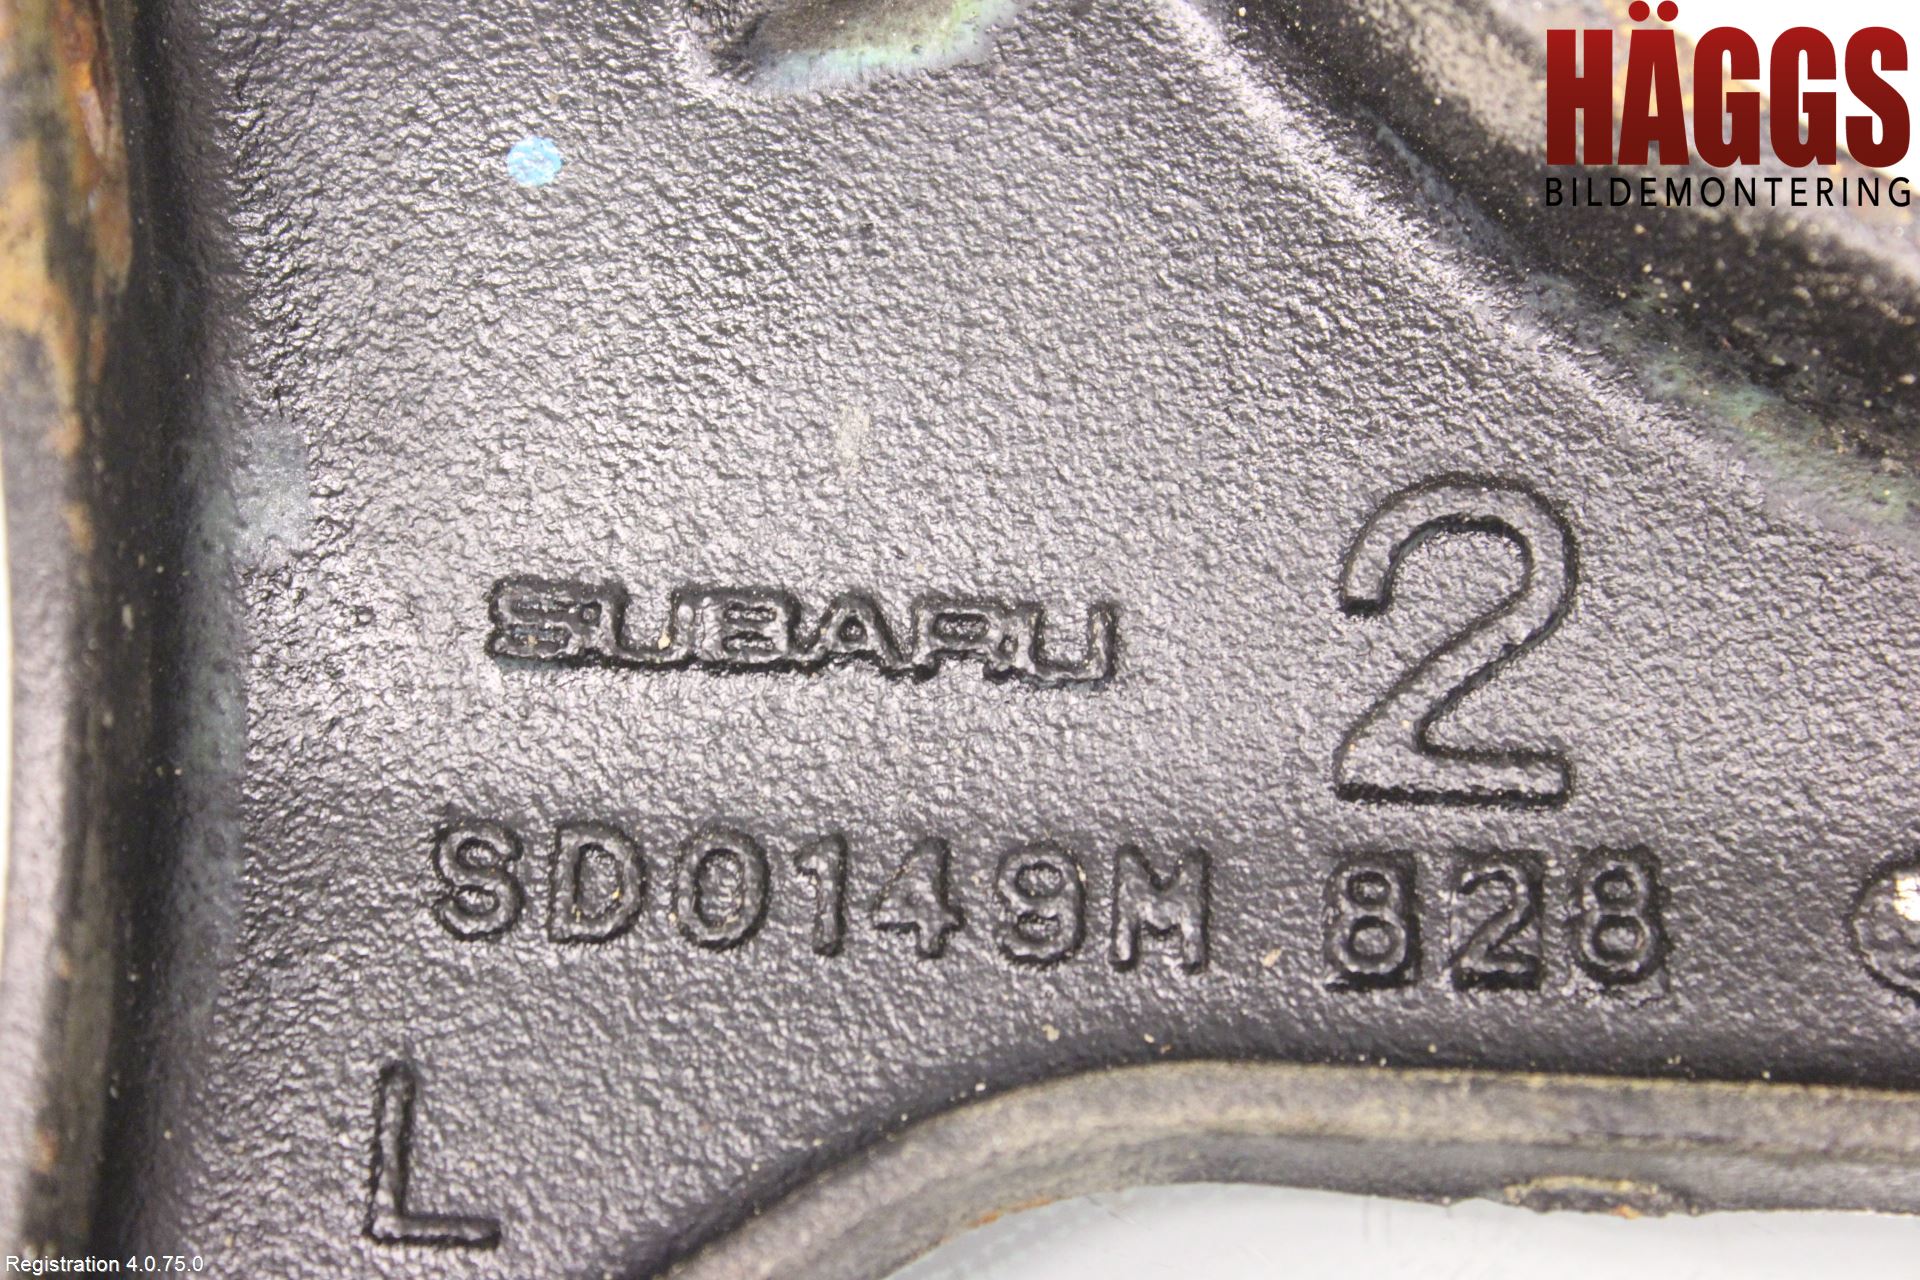 HÄGGS
BILDEMONTERING
SUBARU 2
SD0149M 828
L
Registration 4.0.75.0